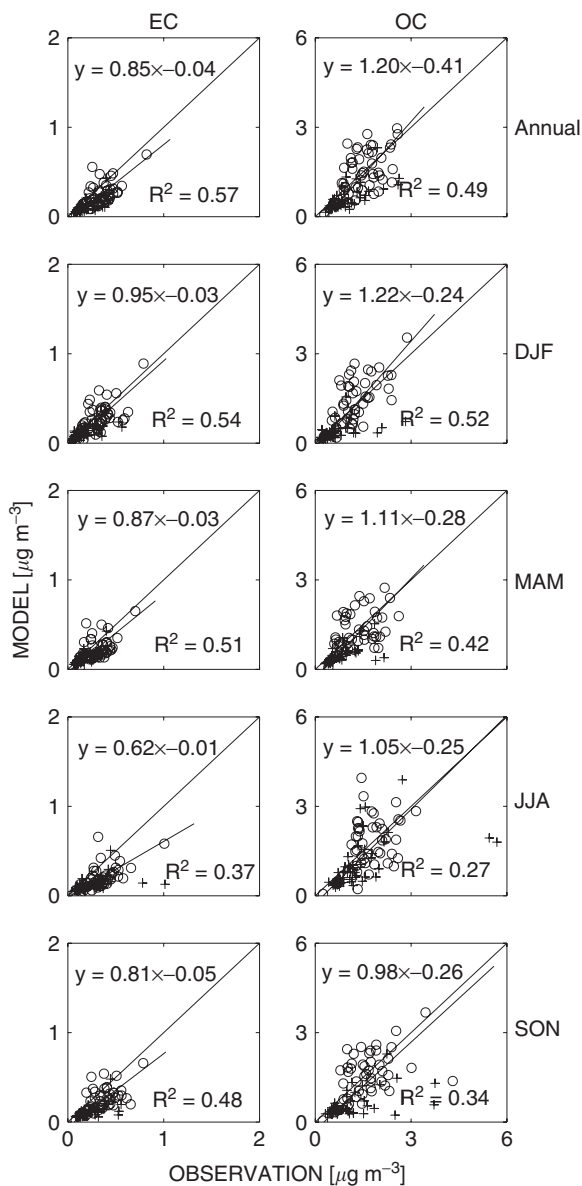 EC
OC
2
y = 0.85×−0.04
1
R² = 0.57
0
6
y = 1.20×−0.41
3
R² = 0.49
0
Annual
2
y = 0.95×−0.03
1
R² = 0.54
0
6
y = 1.22×−0.24
3
R² = 0.52
0
DJF
2
y = 0.87×−0.03
1
R² = 0.51
0
6
y = 1.11×−0.28
3
R² = 0.42
0
MAM
MODEL [μg m⁻³]
2
y = 0.62×−0.01
1
R² = 0.37
0
6
y = 1.05×−0.25
3
R² = 0.27
0
JJA
2
y = 0.81×−0.05
1
R² = 0.48
0
6
y = 0.98×−0.26
3
R² = 0.34
0
SON
0 1 2
0 3 6
OBSERVATION [μg m⁻³]